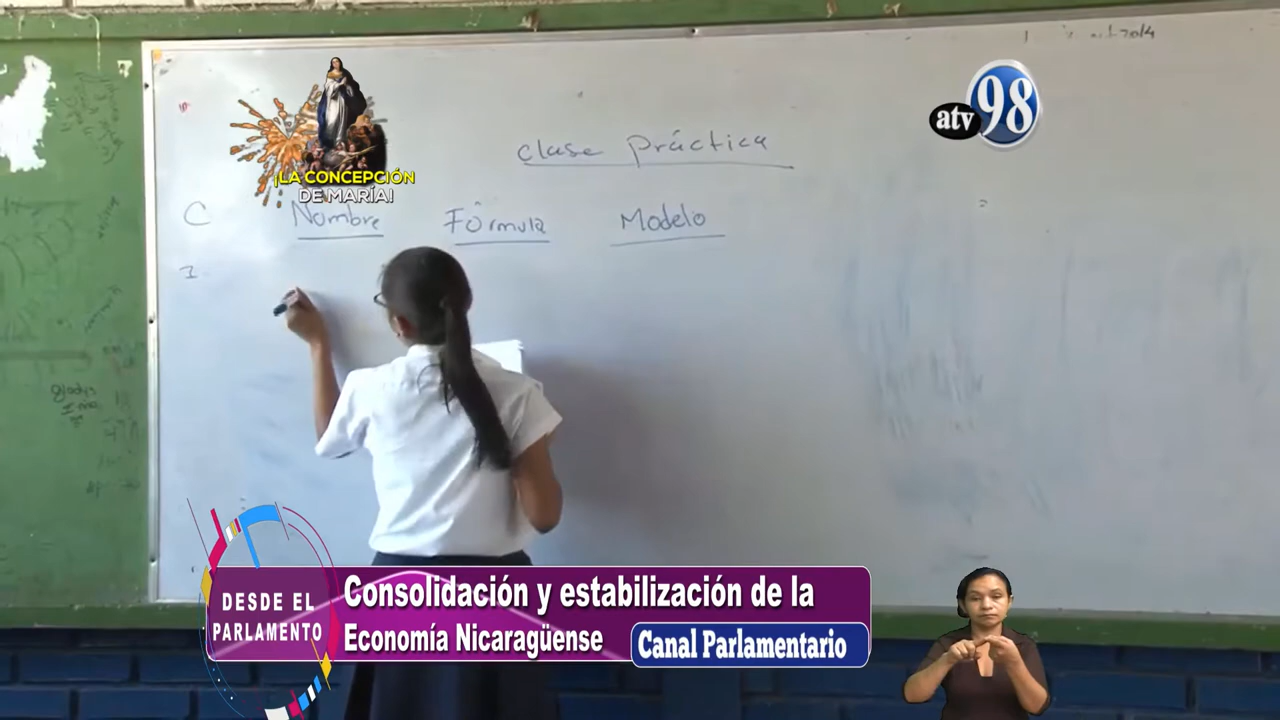 ¡LA CONCEPCIÓN
DE MARÍA!
atv 98
clase práctica
C Nombre Fórmula Modelo
I
gladys
DESDE EL
PARLAMENTO
Consolidación y estabilización de la
Economía Nicaragüense
Canal Parlamentario